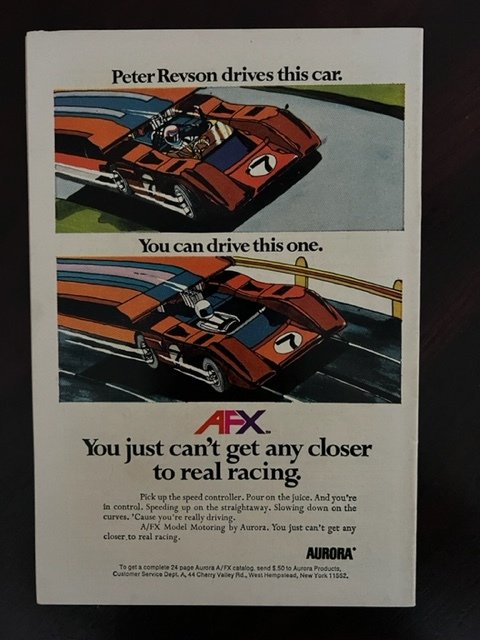 Peter Revson drives this car.
7
7
You can drive this one.
7
7
AFX™
You just can't get any closer
to real racing.
Pick up the speed controller. Pour on the juice. And you're
in control. Speeding up on the straightaway. Slowing down on the
curves. 'Cause you're really driving.
A/FX Model Motoring by Aurora. You just can't get any
closer to real racing.
AURORA
To get a complete 24 page Aurora A/FX catalog, send $.50 to Aurora Products,
Customer Service Dept. A, 44 Cherry Valley Rd., West Hempstead, New York 11552.